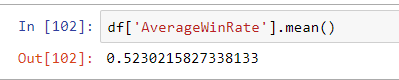 In [102]: df['AverageWinRate'].mean()
Out[102]: 0.5230215827338133